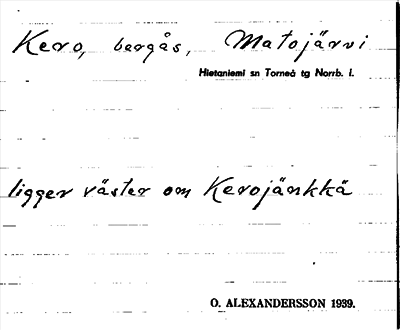 Kero, bergås, Matojärvi
Hietaniemi sn Torneå tg Norrb. l.
ligger väster om Kerojänkkä
O. ALEXANDERSSON 1939.